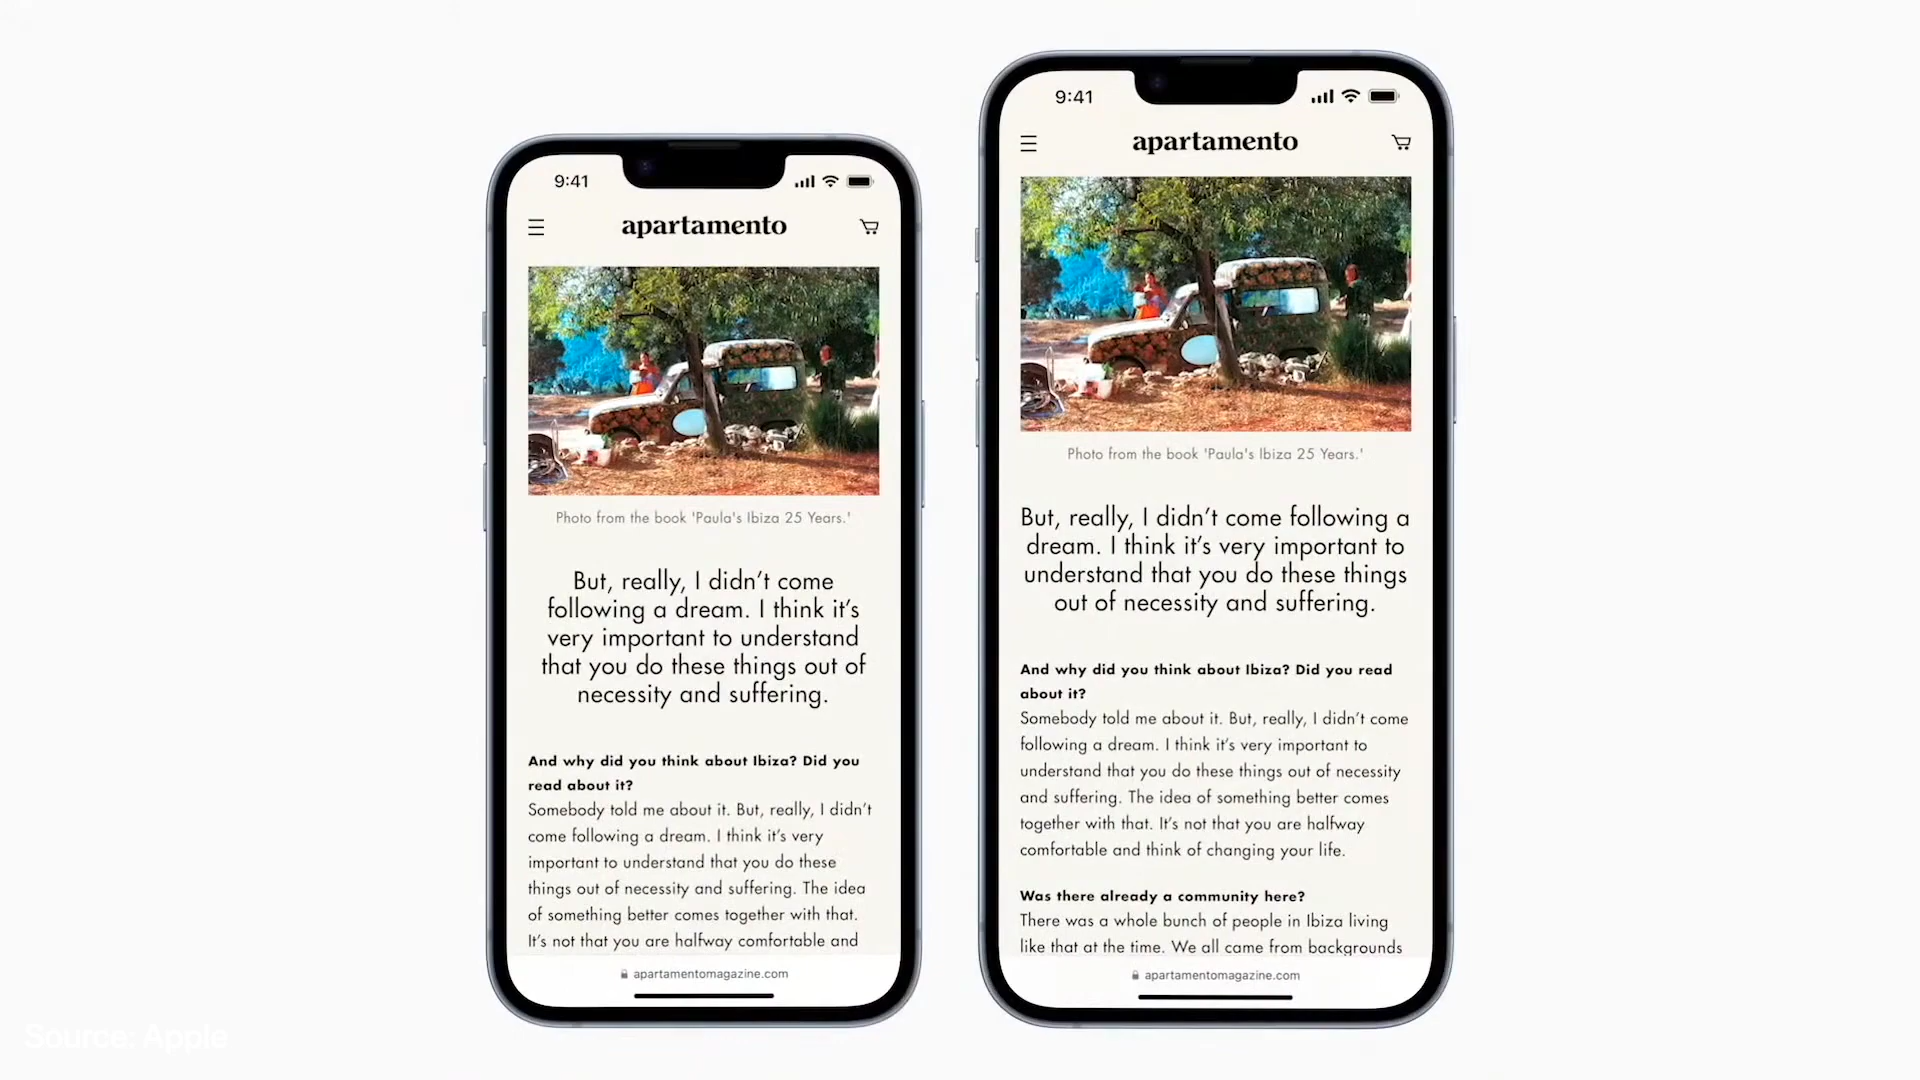 9:41
apartamento
Photo from the book 'Paula's Ibiza 25 Years.'
But, really, I didn't come
following a dream. I think it's
very important to understand
that you do these things out of
necessity and suffering.
And why did you think about Ibiza? Did you
read about it?
Somebody told me about it. But, really, I didn't
come following a dream. I think it's very
important to understand that you do these
things out of necessity and suffering. The idea
of something better comes together with that.
It's not that you are halfway comfortable and
apartamentomagazine.com
9:41
apartamento
Photo from the book 'Paula's Ibiza 25 Years.'
But, really, I didn't come following a
dream. I think it's very important to
understand that you do these things
out of necessity and suffering.
And why did you think about Ibiza? Did you read
about it?
Somebody told me about it. But, really, I didn't come
following a dream. I think it's very important to
understand that you do these things out of necessity
and suffering. The idea of something better comes
together with that. It's not that you are halfway
comfortable and think of changing your life.
Was there already a community here?
There was a whole bunch of people in Ibiza living
like that at the time. We all came from backgrounds
apartamentomagazine.com
Source: Apple